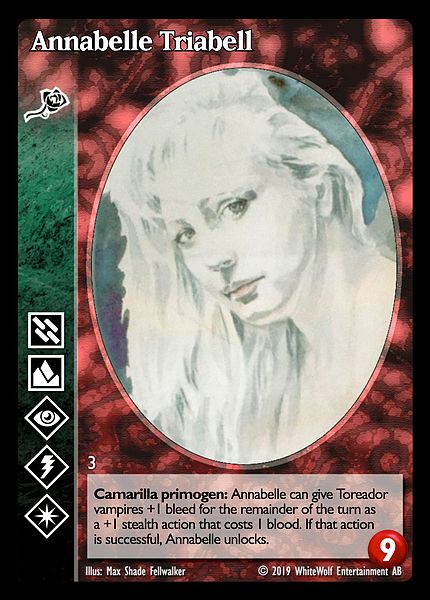 Annabelle Triabell
3
Camarilla primogen: Annabelle can give Toreador
vampires +1 bleed for the remainder of the turn as
a +1 stealth action that costs 1 blood. If that action
is successful, Annabelle unlocks.
9
Illus: Max Shade Fellwalker
© 2019 WhiteWolf Entertainment AB